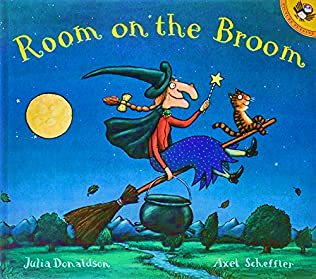 Room on the Broom
Julia Donaldson
Axel Scheffler